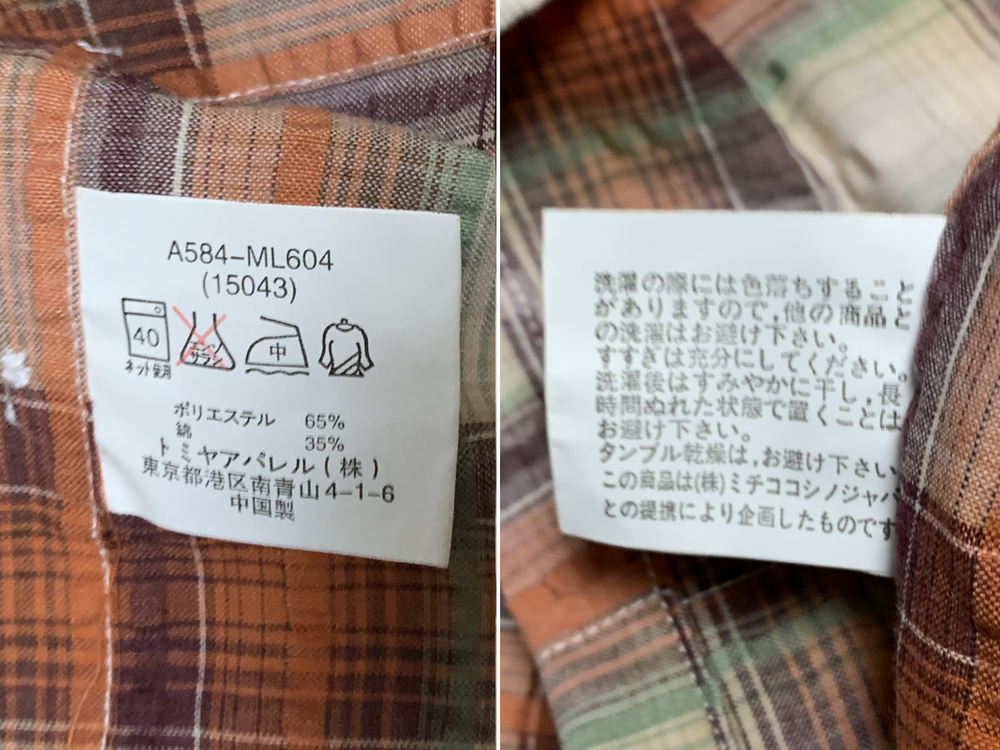 A584-ML604
(15043)
40
中
ネット使用
エンソ
サラシ
ポリエステル 65%
綿 35%
トミヤアパレル(株)
東京都港区南青山4-1-6
中国製
洗濯の際には色落ちすること
がありますので,他の商品と
の洗濯はお避け下さい。
すすぎは充分にしてください。
洗濯後はすみやかに干し,長
時間ぬれた状態で置くことは
お避け下さい。
タンブル乾燥は,お避け下さい
この商品は(株)ミチココシノジャパ
との提携により企画したものです